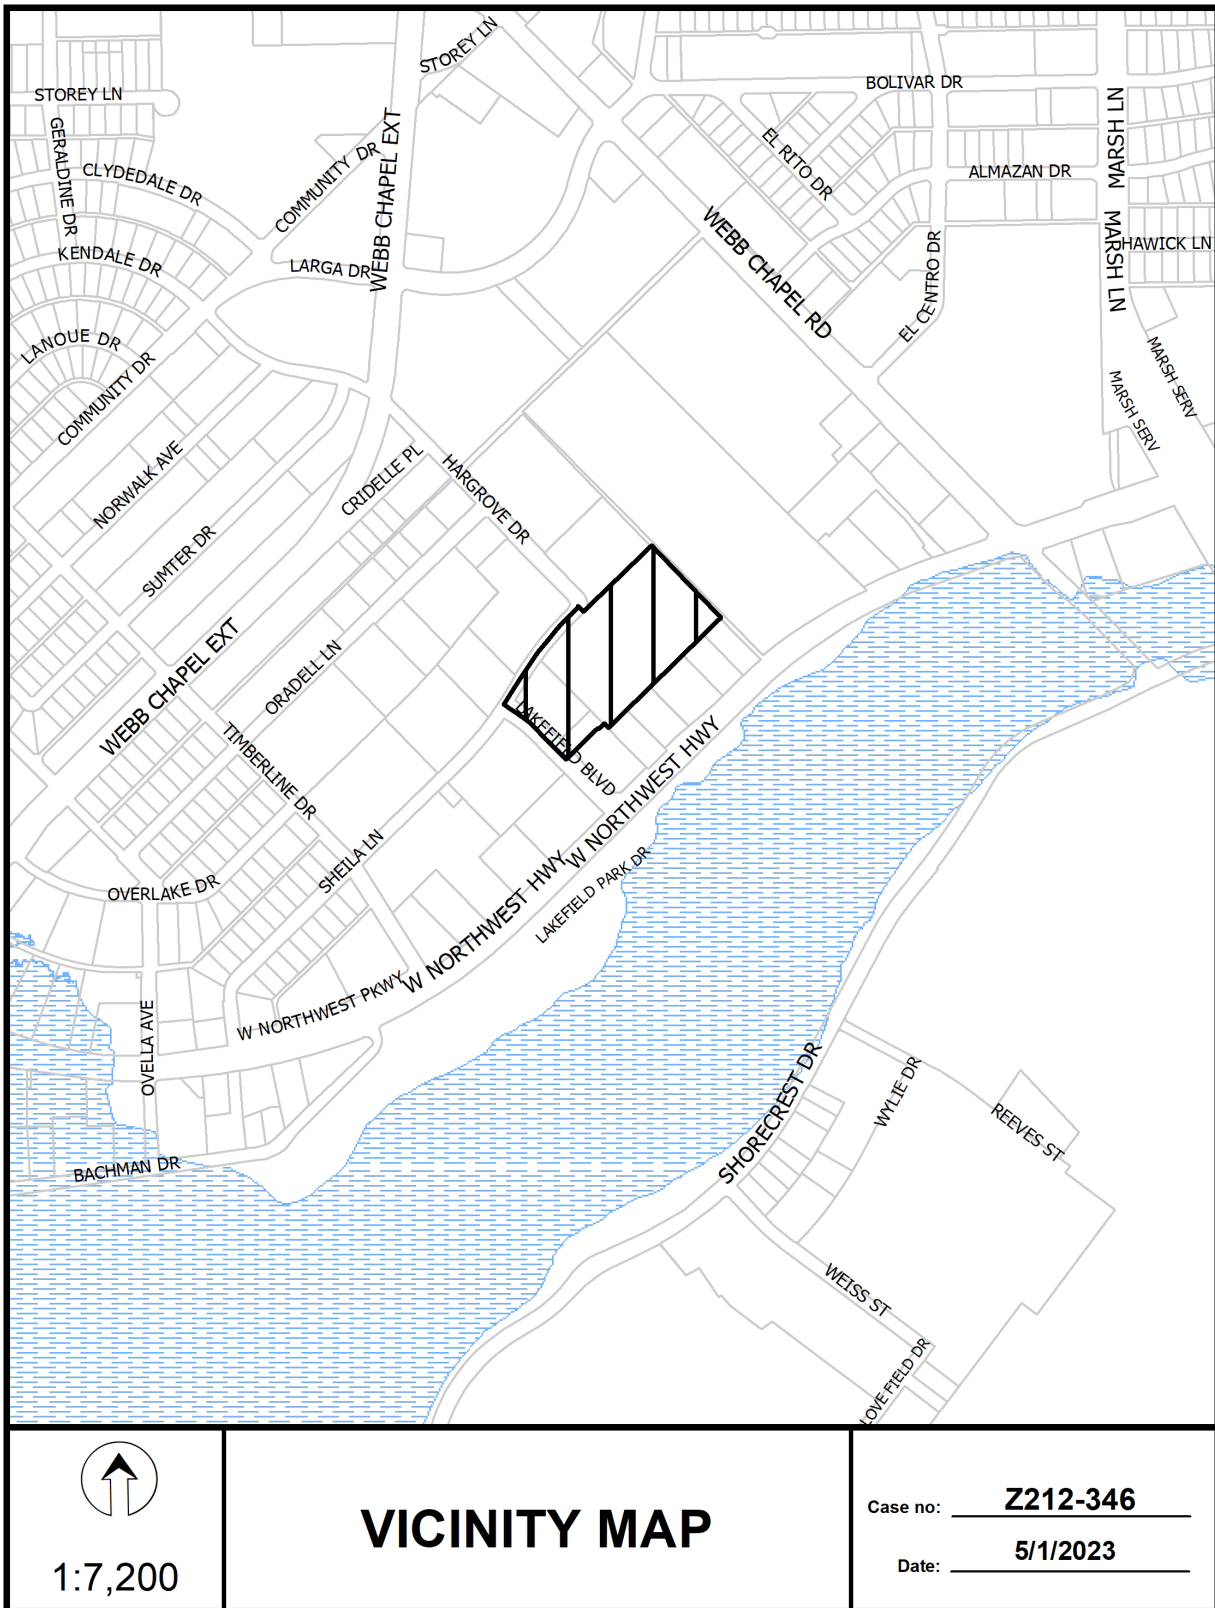 STOREY LN
STOREY LN
BOLIVAR DR
MARSH LN
GERALDINE DR
CLYDEDALE DR
COMMUNITY DR
WEBB CHAPEL EXT
EL RITO DR
ALMAZAN DR
KENDALE DR
LARGA DR
WEBB CHAPEL RD
EL CENTRO DR
MARSH LN
HAWICK LN
LANOUE DR
COMMUNITY DR
MARSH SERV
MARSH SERV
NORWALK AVE
CRIDELLE PL
HARGROVE DR
SUMTER DR
WEBB CHAPEL EXT
ORADELL LN
TIMBERLINE DR
LAKEFIELD BLVD
W NORTHWEST HWY
SHEILA LN
OVERLAKE DR
W NORTHWEST HWY
LAKEFIELD PARK DR
W NORTHWEST PKWY
OVELLA AVE
BACHMAN DR
SHORECREST DR
WYLIE DR
REEVES ST
WEISS ST
LOVE FIELD DR
1:7,200
VICINITY MAP
Case no: Z212-346
Date: 5/1/2023